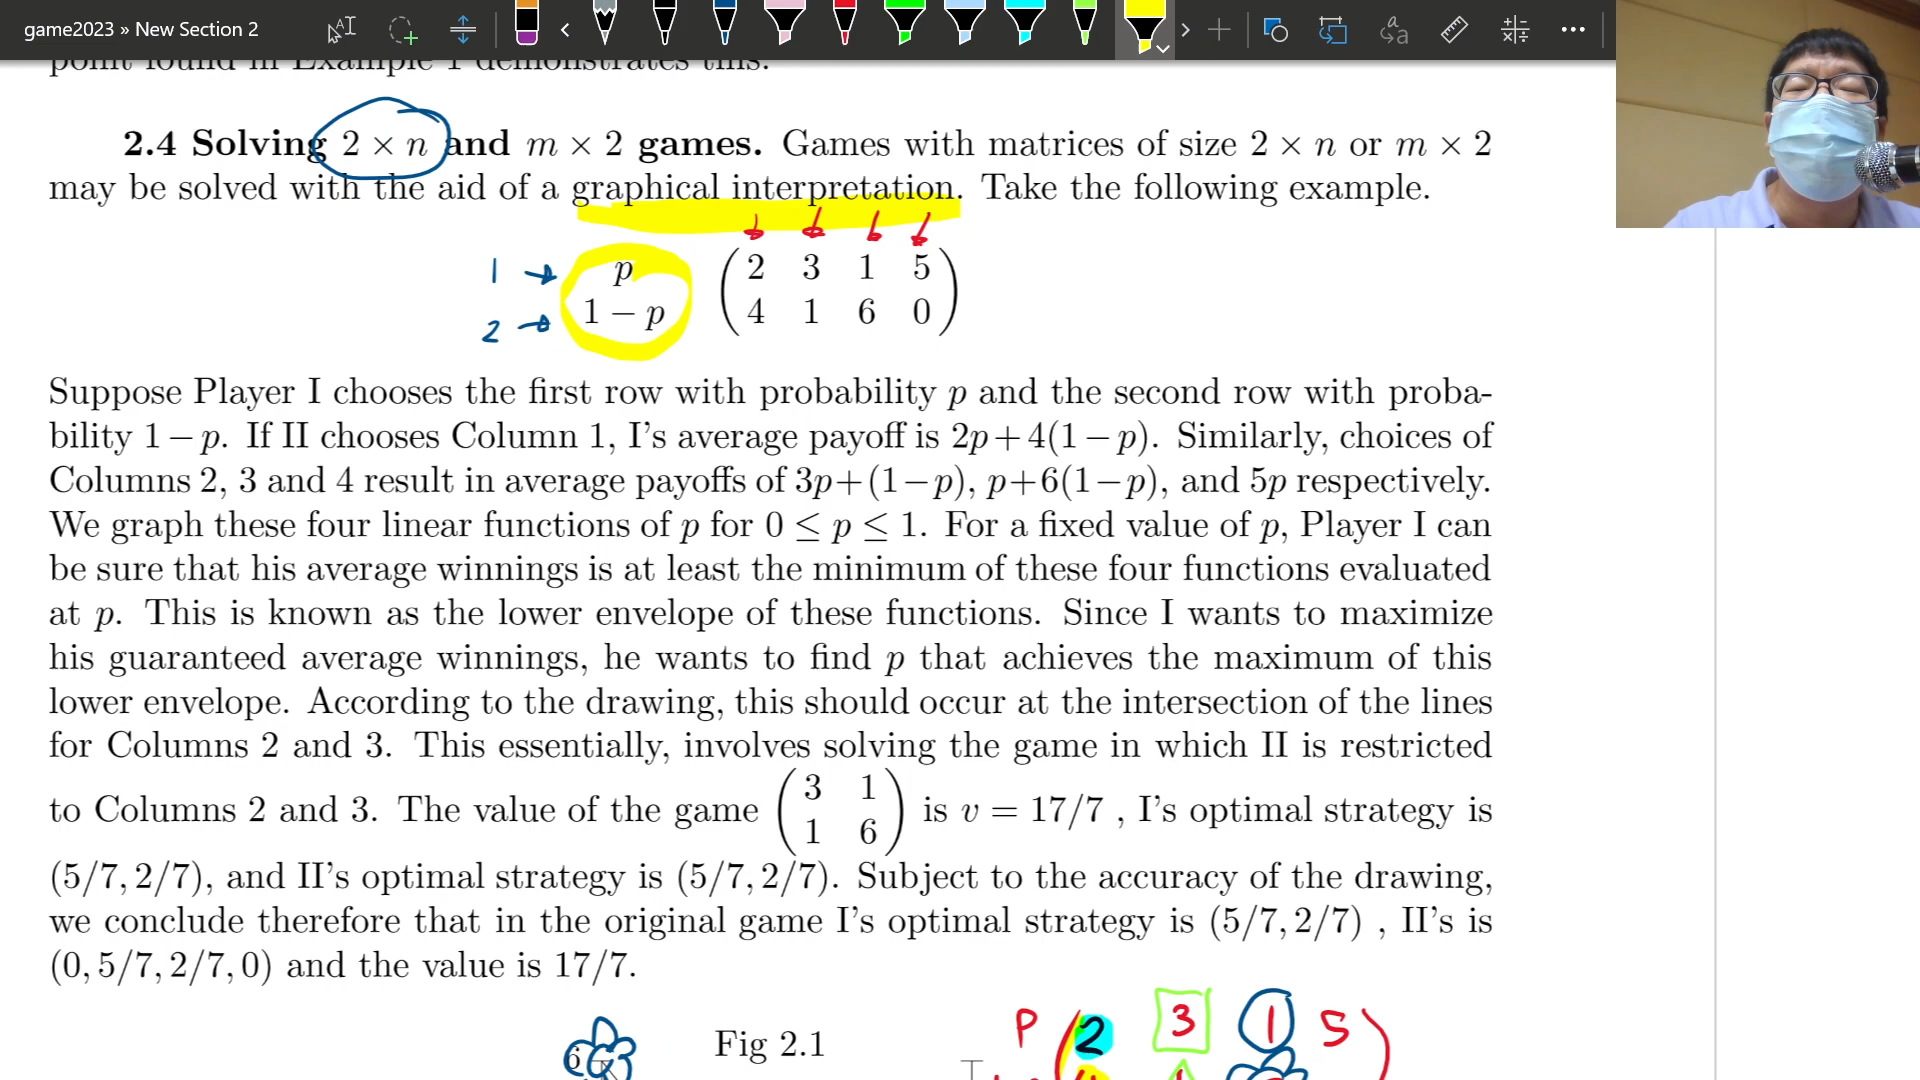 game2023 » New Section 2
point found in Example 1 demonstrates this.
2.4 Solving 2 × n and m × 2 games. Games with matrices of size 2 × n or m × 2
may be solved with the aid of a graphical interpretation. Take the following example.
1 → p ( 2 3 1 5 )
2 → 1 − p ( 4 1 6 0 )
Suppose Player I chooses the first row with probability p and the second row with proba-
bility 1 − p. If II chooses Column 1, I's average payoff is 2p + 4(1 − p). Similarly, choices of
Columns 2, 3 and 4 result in average payoffs of 3p+(1−p), p+6(1−p), and 5p respectively.
We graph these four linear functions of p for 0 ≤ p ≤ 1. For a fixed value of p, Player I can
be sure that his average winnings is at least the minimum of these four functions evaluated
at p. This is known as the lower envelope of these functions. Since I wants to maximize
his guaranteed average winnings, he wants to find p that achieves the maximum of this
lower envelope. According to the drawing, this should occur at the intersection of the lines
for Columns 2 and 3. This essentially, involves solving the game in which II is restricted
to Columns 2 and 3. The value of the game ( 3 1 1 6 ) is v = 17/7 , I's optimal strategy is
(5/7, 2/7), and II's optimal strategy is (5/7, 2/7). Subject to the accuracy of the drawing,
we conclude therefore that in the original game I's optimal strategy is (5/7, 2/7) , II's is
(0, 5/7, 2/7, 0) and the value is 17/7.
6 Fig 2.1
P ( 2 3 1 5 )